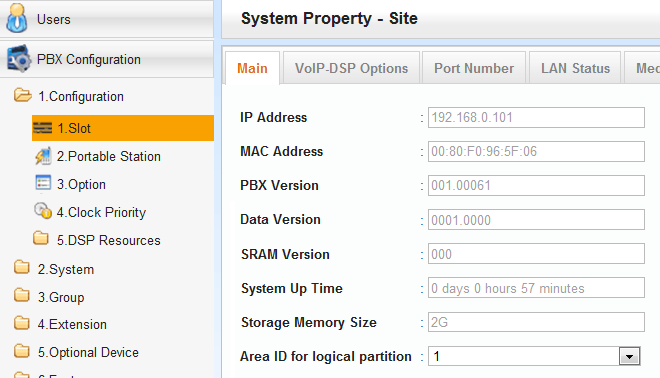 Users
PBX Configuration
1.Configuration
1.Slot
2.Portable Station
3.Option
4.Clock Priority
5.DSP Resources
2.System
3.Group
4.Extension
5.Optional Device
System Property - Site
Main VoIP-DSP Options Port Number LAN Status
IP Address : 192.168.0.101
MAC Address : 00:80:F0:96:5F:06
PBX Version : 001.00061
Data Version : 0001.0000
SRAM Version : 000
System Up Time : 0 days 0 hours 57 minutes
Storage Memory Size : 2G
Area ID for logical partition : 1